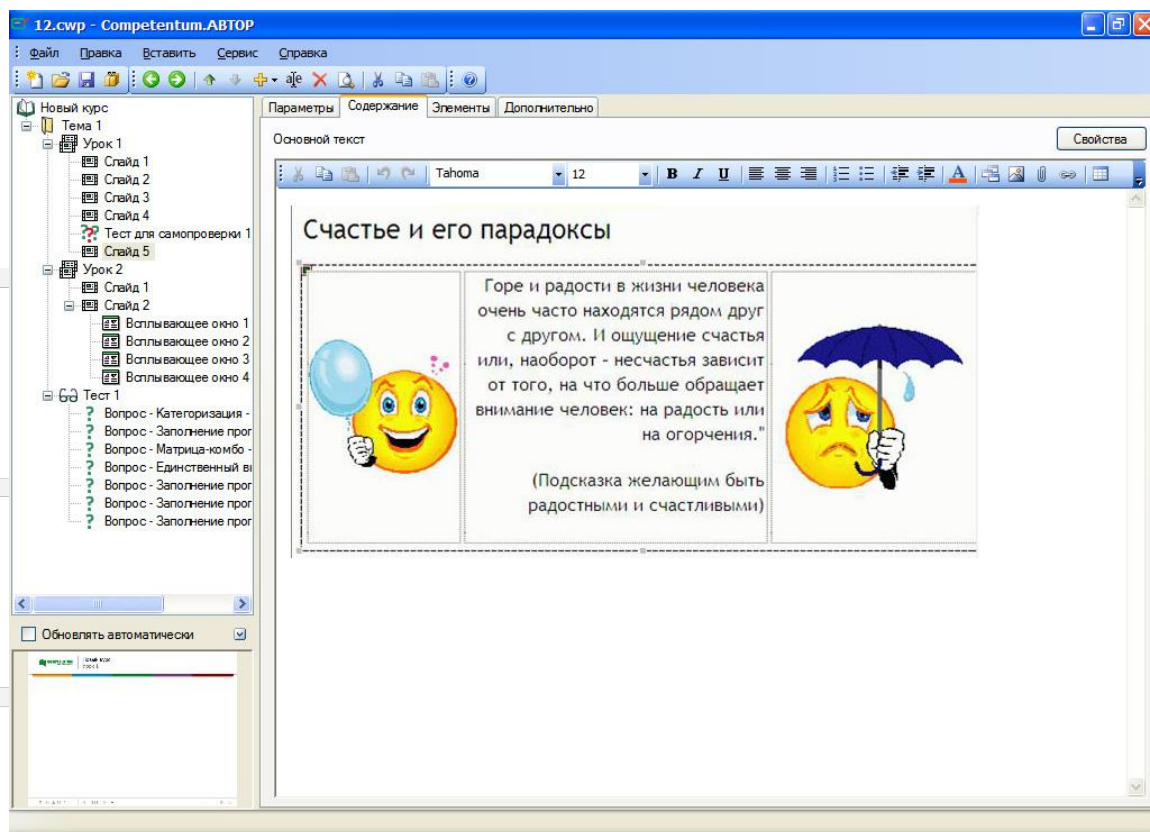 12.cwp - Competentum.АВТОР
Файл Правка Вставить Сервис Справка
Новый курс
Тема 1
Урок 1
Слайд 1
Слайд 2
Слайд 3
Слайд 4
Тест для самопроверки 1
Слайд 5
Урок 2
Слайд 1
Слайд 2
Всплывающее окно 1
Всплывающее окно 2
Всплывающее окно 3
Всплывающее окно 4
Тест 1
Вопрос - Категоризация -
Вопрос - Заполнение прог
Вопрос - Матрица-комбо -
Вопрос - Единственный вы
Вопрос - Заполнение прог
Вопрос - Заполнение прог
Вопрос - Заполнение прог
Обновлять автоматически
Параметры Содержание Элементы Дополнительно
Основной текст
Свойства
Tahoma 12 B I U A
Счастье и его парадоксы
Горе и радости в жизни человека
очень часто находятся рядом друг
с другом. И ощущение счастья
или, наоборот - несчастья зависит
от того, на что больше обращает
внимание человек: на радость или
на огорчения."
(Подсказка желающим быть
радостными и счастливыми)